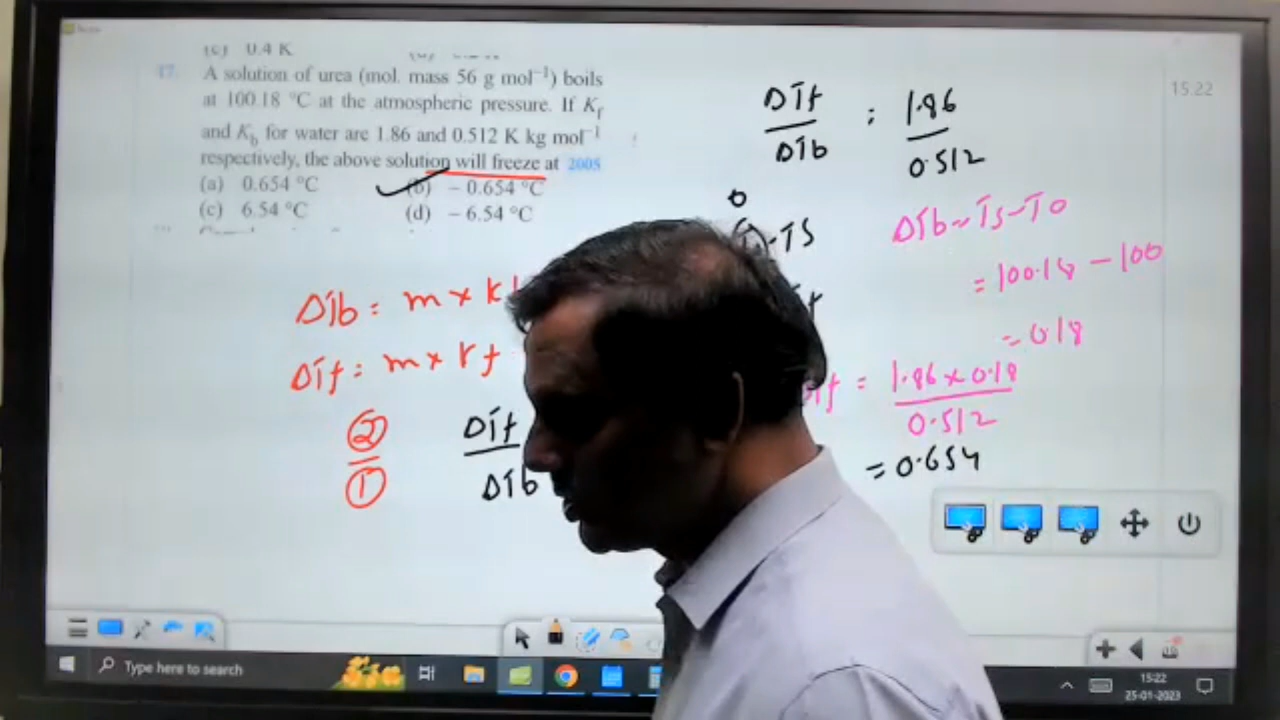 (c) 0.4 K
17. A solution of urea (mol. mass 56 g mol⁻¹) boils
at 100.18 °C at the atmospheric pressure. If Kf
and Kb for water are 1.86 and 0.512 K kg mol⁻¹
respectively, the above solution will freeze at 2005
(a) 0.654 °C (b) – 0.654 °C
(c) 6.54 °C (d) – 6.54 °C
ΔTb = m × k
ΔTf = m × kf
②
①
ΔTf
ΔTb
ΔTf : 1.86
ΔTb 0.512
0
- TS
ΔTb = TS - TO
= 100.18 - 100
= 0.18
= 1.86 × 0.18
0.512
= 0.654
15:22
Type here to search
15:22
25-01-2023